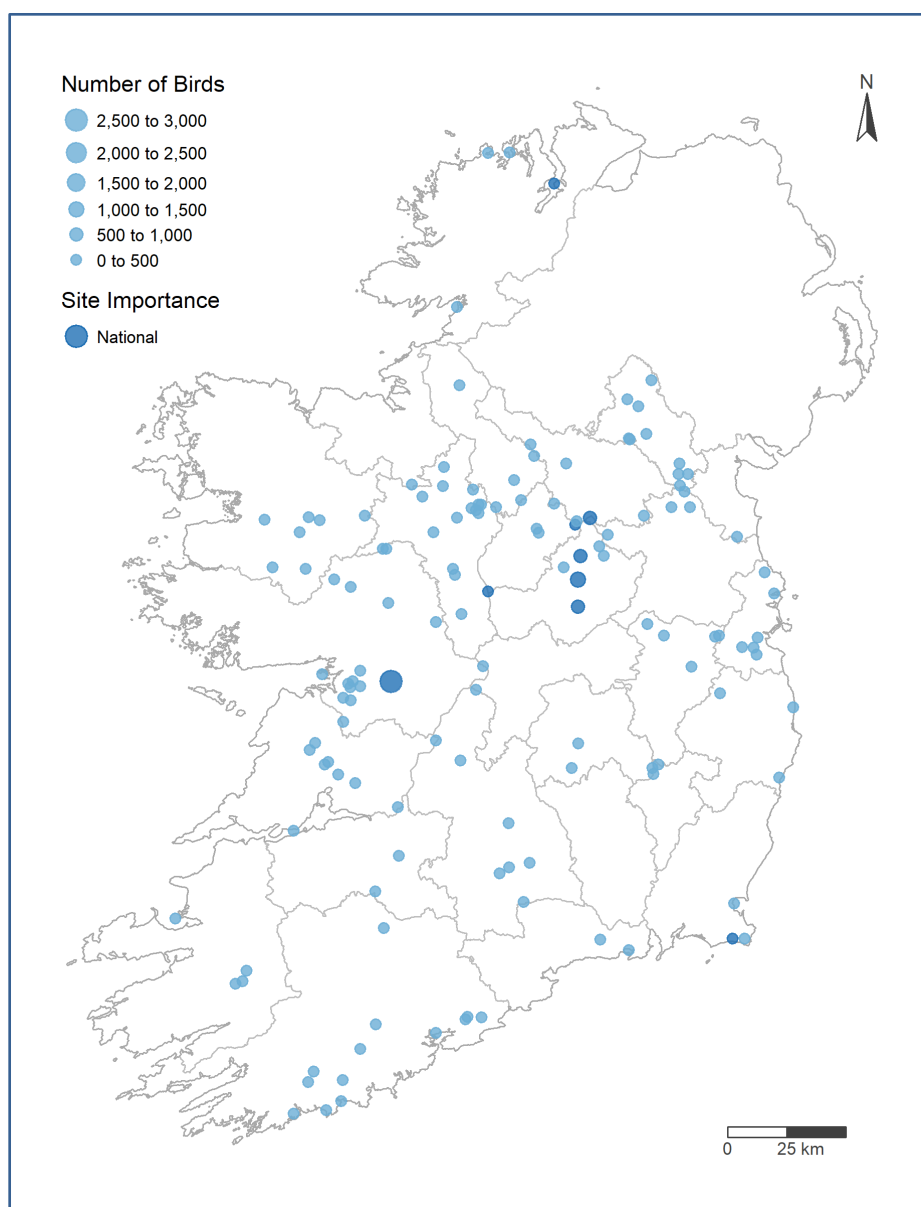 Number of Birds
2,500 to 3,000
2,000 to 2,500
1,500 to 2,000
1,000 to 1,500
500 to 1,000
0 to 500
Site Importance
National
N
0 25 km